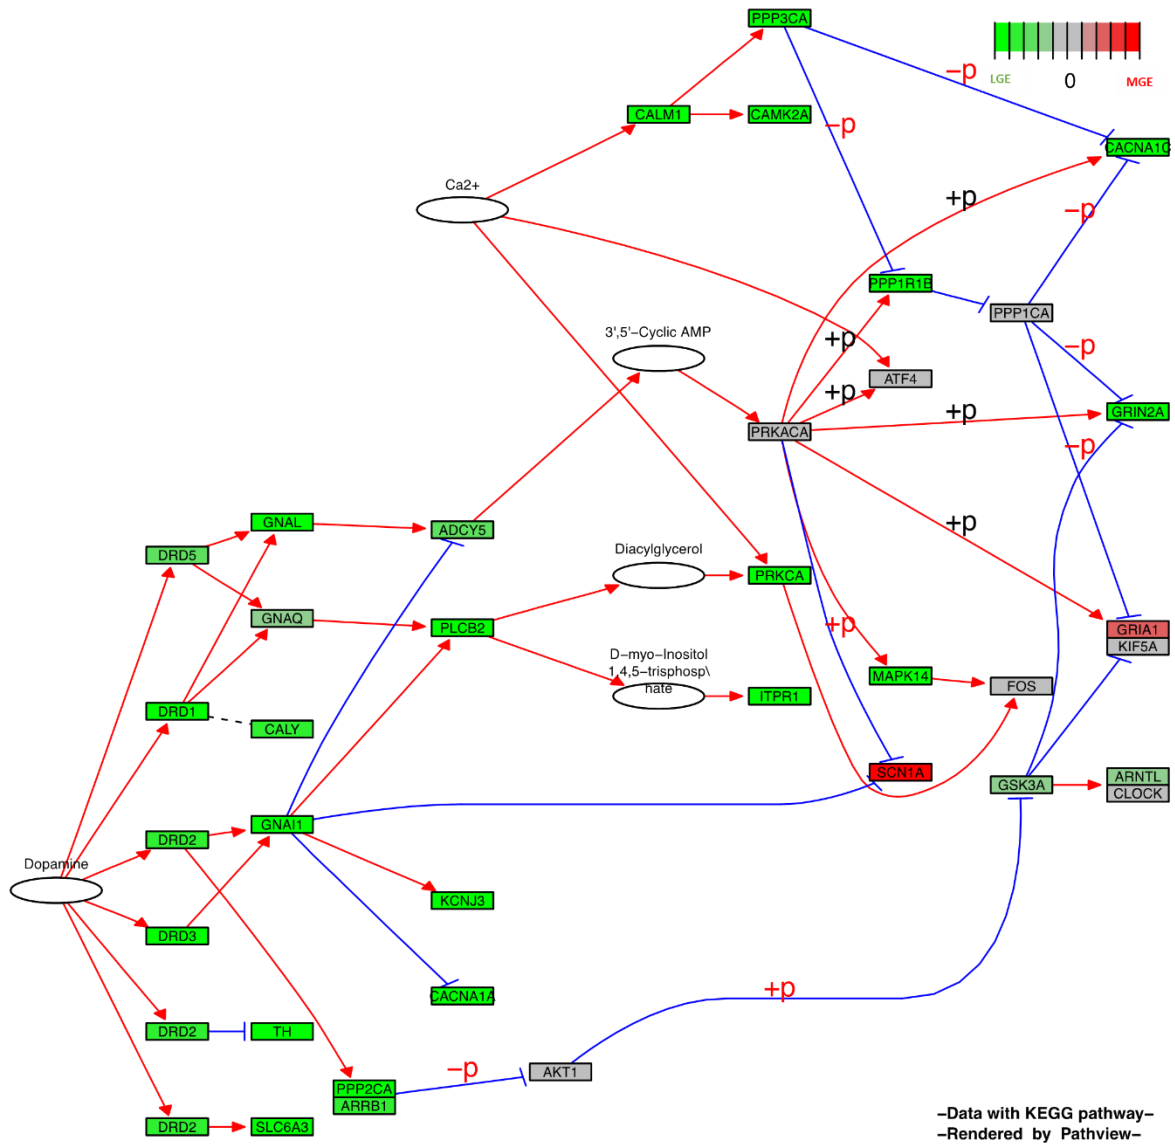 PPP3CA
LGE
0
MGE
−p
CALM1
CAMK2A
−p
CACNA1C
Ca2+
+p
−p
PPP1R1B
PPP1CA
3',5'−Cyclic AMP
+p
−p
ATF4
+p
GRIN2A
+p
PRKACA
−p
GNAL
ADCY5
+p
DRD5
Diacylglycerol
PRKCA
GNAQ
PLCB2
+p
GRIA1
KIF5A
D−myo−Inositol
1,4,5−trisphosp\
nate
MAPK14
FOS
ITPR1
DRD1
CALY
SCN1A
GSK3A
ARNTL
CLOCK
GNAI1
DRD2
Dopamine
KCNJ3
DRD3
CACNA1A
+p
DRD2
TH
−p
AKT1
PPP2CA
ARRB1
DRD2
SLC6A3
−Data with KEGG pathway−
−Rendered by Pathview−